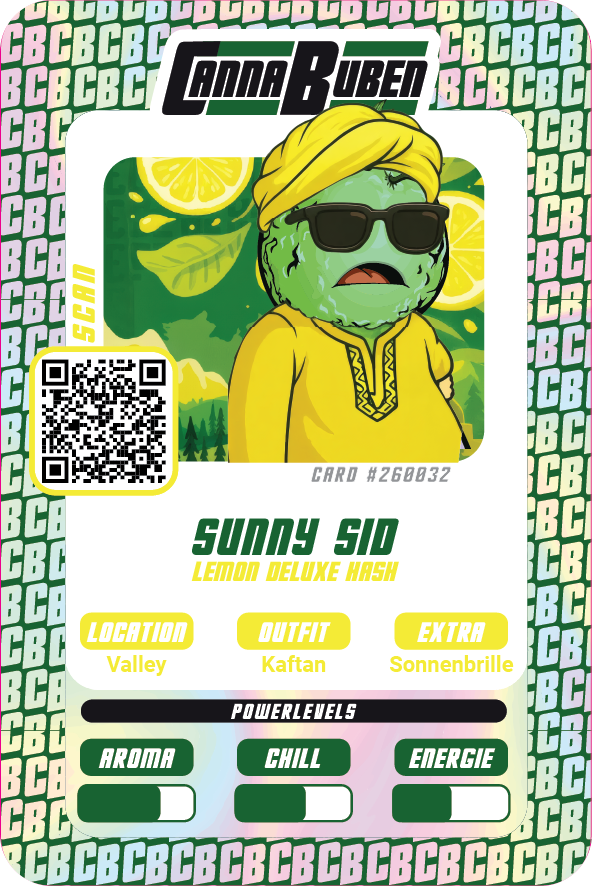 CANNABUBEN
SCAN
CARD #260032
SUNNY SID
LEMON DELUXE HASH
LOCATION OUTFIT EXTRA
Valley Kaftan Sonnenbrille
POWERLEVELS
AROMA CHILL ENERGIE